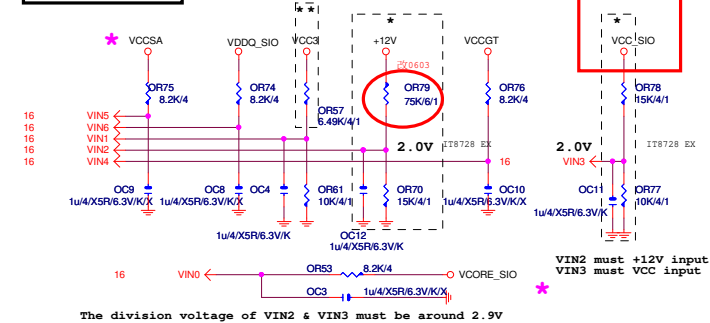 * *
* VCCSA
VDDQ_SIO
VCC3
*
+12V
VCCGT
*
VCC_SIO
改0603
OR75
8.2K/4
OR74
8.2K/4
OR57
6.49K/4/1
OR79
75K/6/1
OR76
8.2K/4
OR78
15K/4/1
16 VIN5
16 VIN6
16 VIN1
16 VIN2
16 VIN4
2.0V
IT8728 EX
16
2.0V
VIN3
IT8728 EX
OC9
1u/4/X5R/6.3V/K/X
OC8
1u/4/X5R/6.3V/K/X
OC4
1u/4/X5R/6.3V/K
OR61
10K/4/1
OC12
1u/4/X5R/6.3V/K
OR70
15K/4/1
OC10
1u/4/X5R/6.3V/K/X
OC11
1u/4/X5R/6.3V/K
OR77
10K/4/1
VIN2 must +12V input
VIN3 must VCC input
16 VIN0
OR53 8.2K/4
VCORE_SIO
OC3 1u/4/X5R/6.3V/K/X
*
The division voltage of VIN2 & VIN3 must be around 2.9V